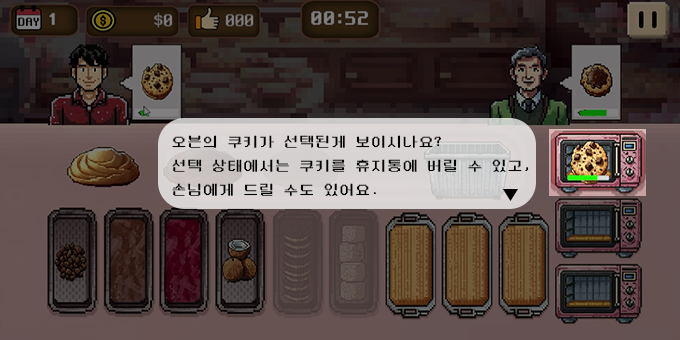 DAY 1
$0
000
00:52
오븐의 쿠키가 선택된게 보이시나요?
선택 상태에서는 쿠키를 휴지통에 버릴 수 있고,
손님에게 드릴 수도 있어요.